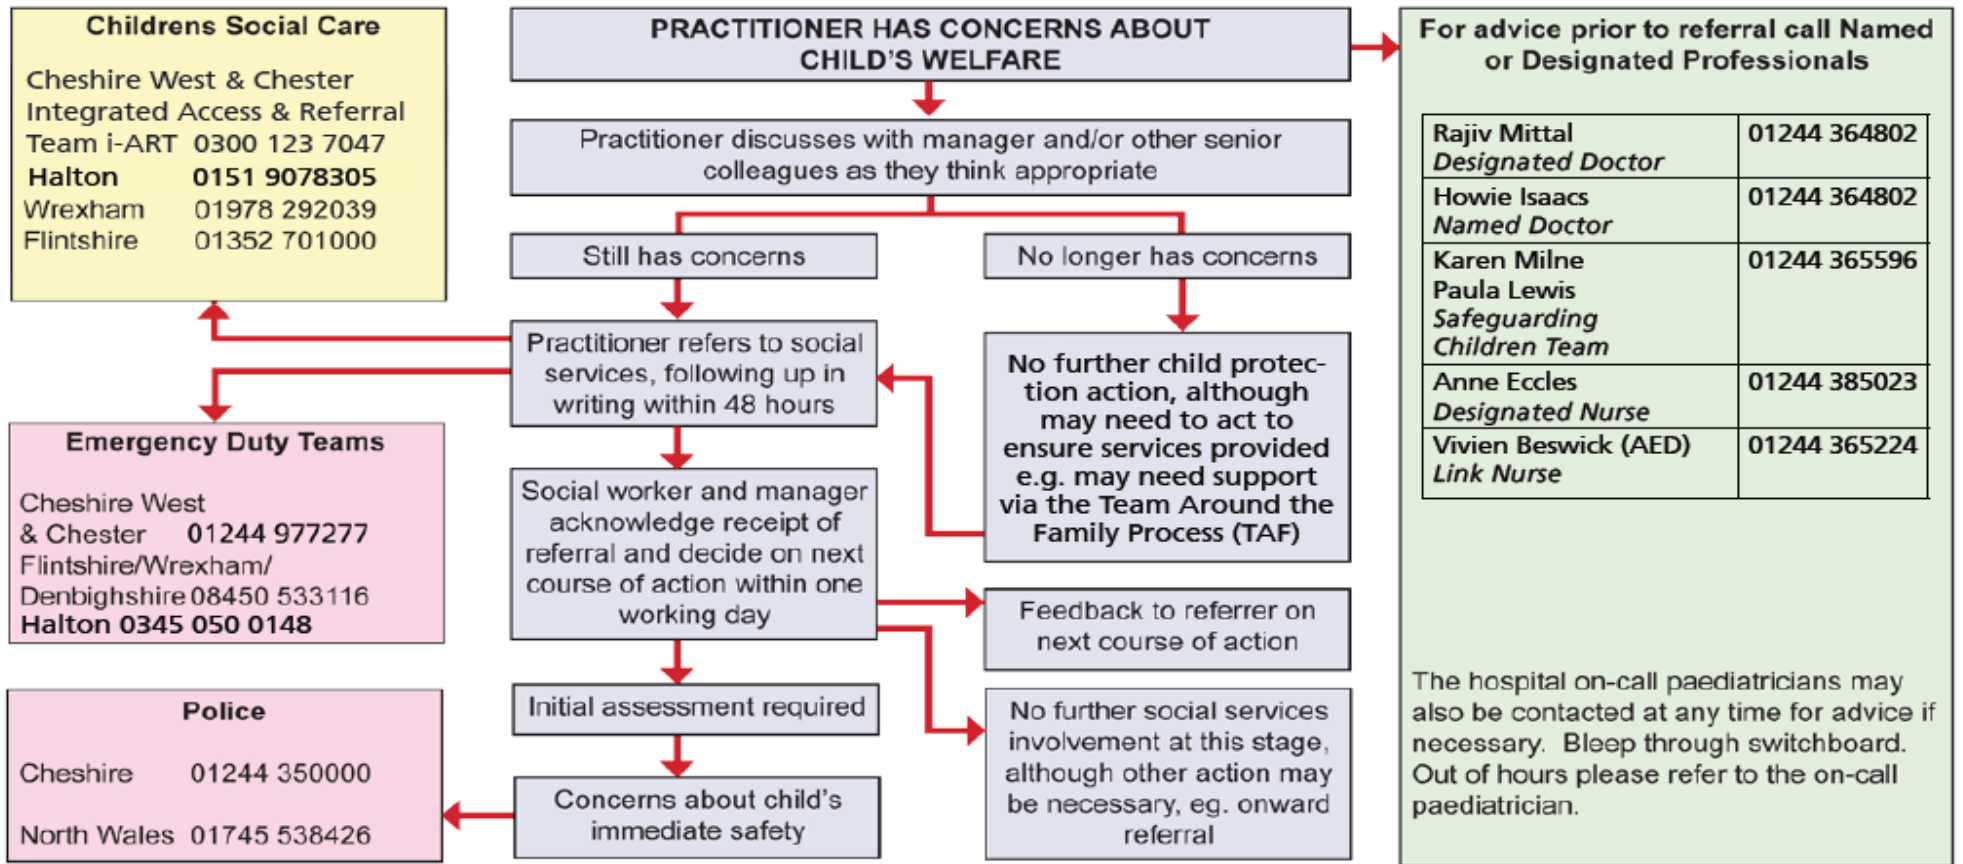 Childrens Social Care
Cheshire West & Chester
Integrated Access & Referral
Team i-ART 0300 123 7047
Halton 0151 9078305
Wrexham 01978 292039
Flintshire 01352 701000
Emergency Duty Teams
Cheshire West
& Chester 01244 977277
Flintshire/Wrexham/
Denbighshire 08450 533116
Halton 0345 050 0148
Police
Cheshire 01244 350000
North Wales 01745 538426
PRACTITIONER HAS CONCERNS ABOUT
CHILD'S WELFARE
Practitioner discusses with manager and/or other senior
colleagues as they think appropriate
Still has concerns
No longer has concerns
Practitioner refers to social
services, following up in
writing within 48 hours
No further child protec-
tion action, although
may need to act to
ensure services provided
e.g. may need support
via the Team Around the
Family Process (TAF)
Social worker and manager
acknowledge receipt of
referral and decide on next
course of action within one
working day
Feedback to referrer on
next course of action
Initial assessment required
No further social services
involvement at this stage,
although other action may
be necessary, eg. onward
referral
Concerns about child's
immediate safety
For advice prior to referral call Named
or Designated Professionals
Rajiv Mittal 01244 364802
Designated Doctor
Howie Isaacs 01244 364802
Named Doctor
Karen Milne 01244 365596
Paula Lewis
Safeguarding
Children Team
Anne Eccles 01244 385023
Designated Nurse
Vivien Beswick (AED) 01244 365224
Link Nurse
The hospital on-call paediatricians may
also be contacted at any time for advice if
necessary. Bleep through switchboard.
Out of hours please refer to the on-call
paediatrician.